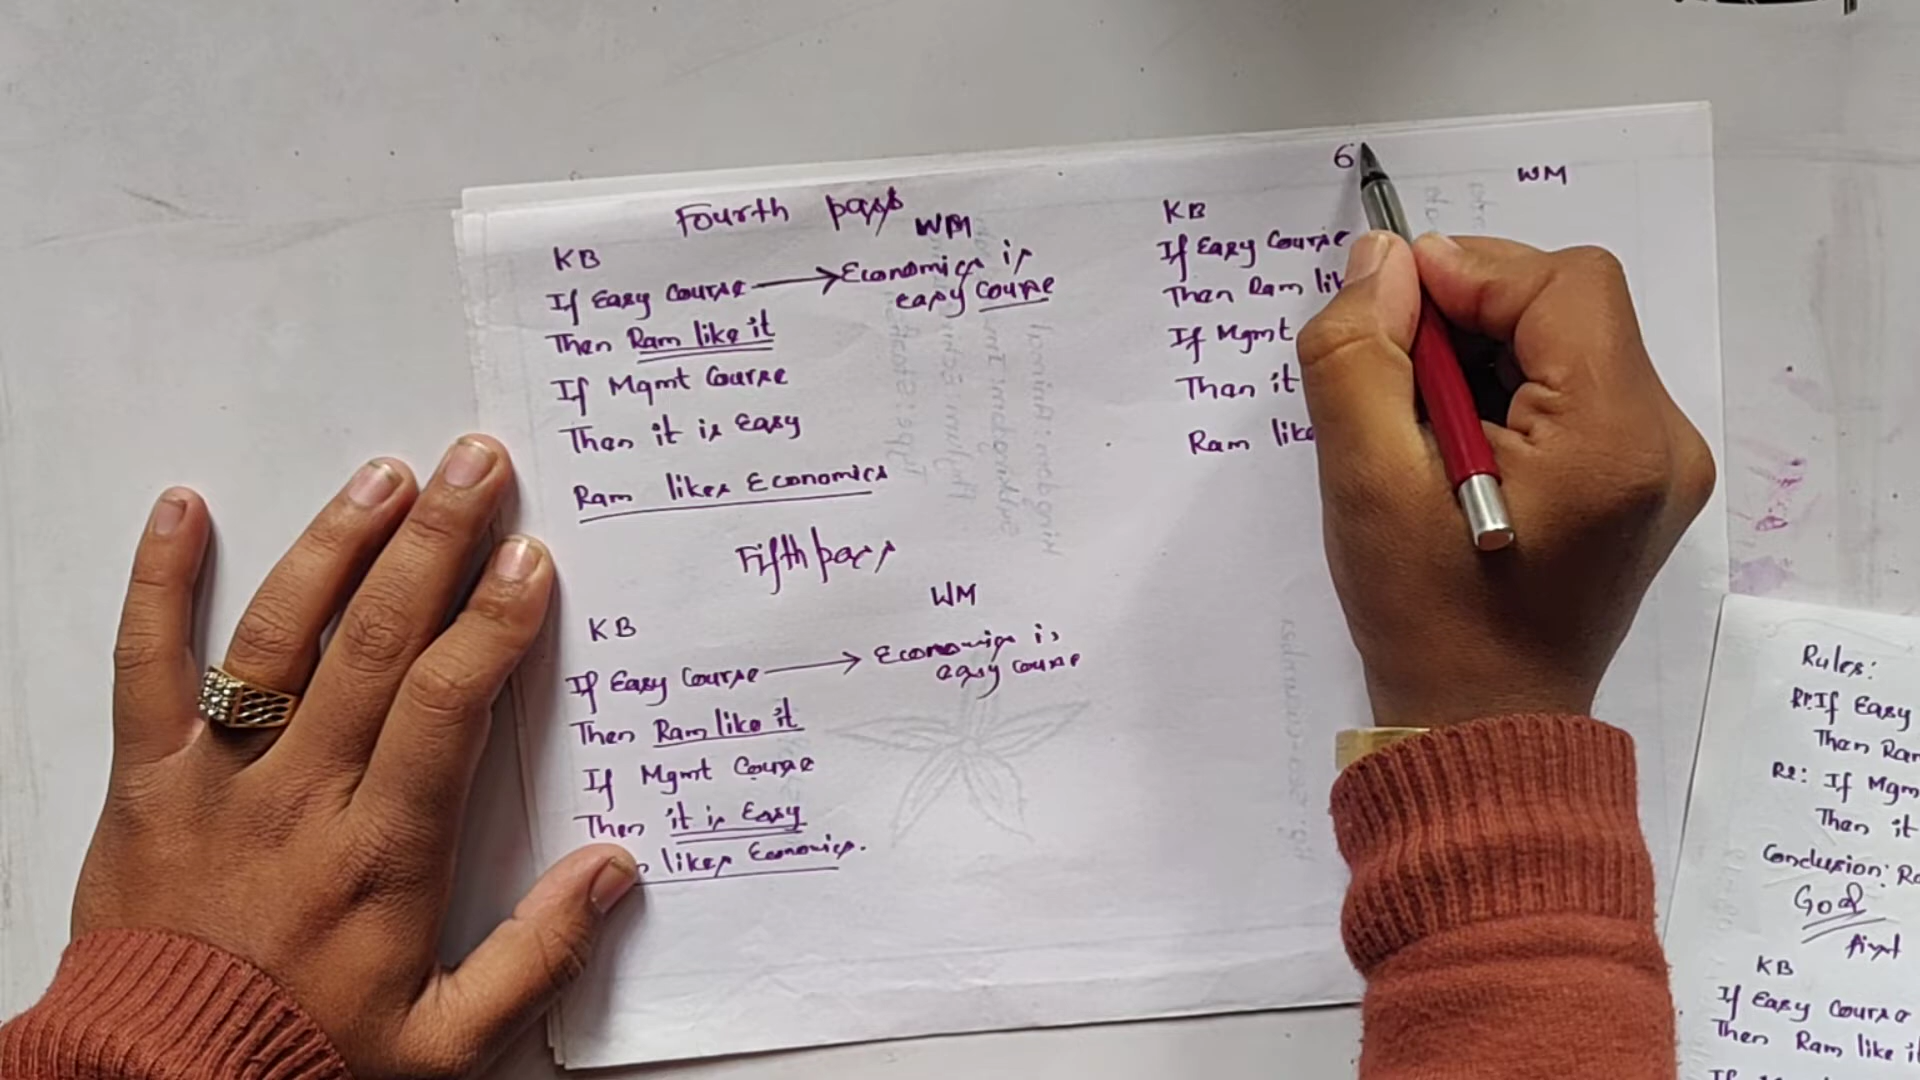 Fourth pass
KB
WM
If Easy Course → Economics is
easy course
Then Ram like it
If Mgmt Course
Then it is Easy
Ram likes Economics
Fifth pass
KB
WM
If Easy Course → Economics is
easy course
Then Ram like it
If Mgmt Course
Then it is Easy
likes Economics.
6
KB
WM
If Easy Course
Then Ram lik
If Mgmt
Than it
Ram like
Rules:
R1: If Easy
Then Ram
R2: If Mgm
Then it
Conclusion: Ra
Goal
first
KB
If Easy Course
Then Ram like i